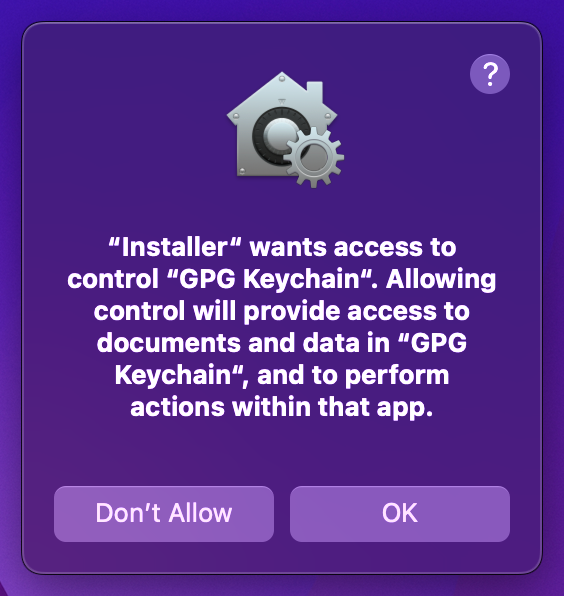 ?
“Installer“ wants access to
control “GPG Keychain“. Allowing
control will provide access to
documents and data in “GPG
Keychain“, and to perform
actions within that app.
Don’t Allow
OK